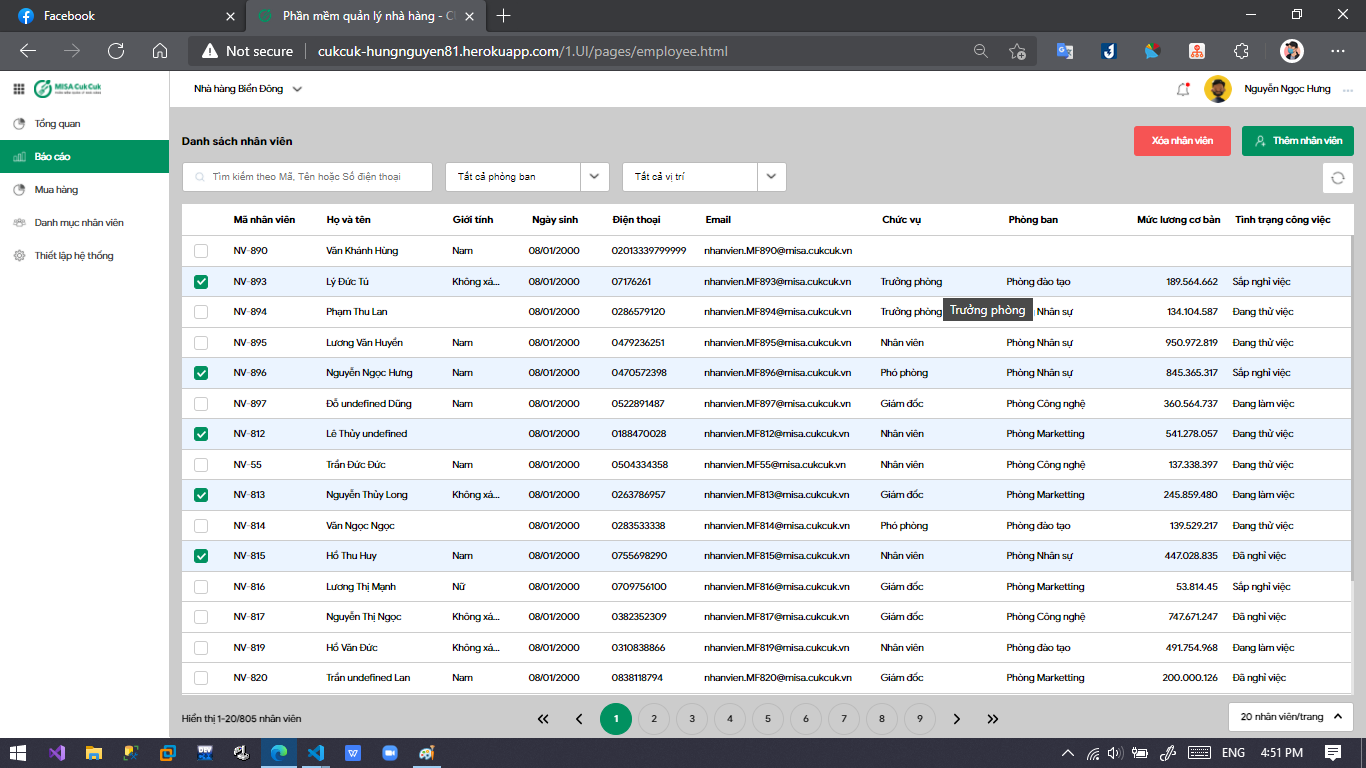 Facebook
Phần mềm quản lý nhà hàng - C
Not secure
cukcuk-hungnguyen81.herokuapp.com/1.UI/pages/employee.html
MISA CukCuk
Nhà hàng Biển Đông
Nguyễn Ngọc Hưng
Tổng quan
Báo cáo
Mua hàng
Danh mục nhân viên
Thiết lập hệ thống
Danh sách nhân viên
Xóa nhân viên
Thêm nhân viên
Tìm kiếm theo Mã, Tên hoặc Số điện thoại
Tất cả phòng ban
Tất cả vị trí
Mã nhân viên Họ và tên Giới tính Ngày sinh Điện thoại Email Chức vụ Phòng ban Mức lương cơ bản Tình trạng công việc
NV-890 Văn Khánh Hùng Nam 08/01/2000 02013339799999 nhanvien.MF890@misa.cukcuk.vn
NV-893 Lý Đức Tú Không xá... 08/01/2000 07176261 nhanvien.MF893@misa.cukcuk.vn Trưởng phòng Phòng đào tạo 189.564.662 Sắp nghỉ việc
NV-894 Phạm Thu Lan 08/01/2000 0286579120 nhanvien.MF894@misa.cukcuk.vn Trưởng phòng Nhân sự 134.104.587 Đang thử việc
Trưởng phòng
NV-895 Lương Văn Huyền Nam 08/01/2000 0479236251 nhanvien.MF895@misa.cukcuk.vn Nhân viên Phòng Nhân sự 950.972.819 Đang thử việc
NV-896 Nguyễn Ngọc Hưng Nam 08/01/2000 0470572398 nhanvien.MF896@misa.cukcuk.vn Phó phòng Phòng Nhân sự 845.365.317 Sắp nghỉ việc
NV-897 Đỗ undefined Dũng Nam 08/01/2000 0522891487 nhanvien.MF897@misa.cukcuk.vn Giám đốc Phòng Công nghệ 360.564.737 Đang làm việc
NV-812 Lê Thủy undefined 08/01/2000 0188470028 nhanvien.MF812@misa.cukcuk.vn Nhân viên Phòng Marketting 541.278.057 Đang thử việc
NV-55 Trần Đức Đức Nam 08/01/2000 0504334358 nhanvien.MF55@misa.cukcuk.vn Nhân viên Phòng Công nghệ 137.338.397 Đang thử việc
NV-813 Nguyễn Thủy Long Không xá... 08/01/2000 0263786957 nhanvien.MF813@misa.cukcuk.vn Giám đốc Phòng Marketting 245.859.480 Đang làm việc
NV-814 Văn Ngọc Ngọc 08/01/2000 0283533338 nhanvien.MF814@misa.cukcuk.vn Phó phòng Phòng đào tạo 139.529.217 Đang thử việc
NV-815 Hồ Thu Huy Nam 08/01/2000 0755698290 nhanvien.MF815@misa.cukcuk.vn Nhân viên Phòng Nhân sự 447.028.835 Đã nghỉ việc
NV-816 Lương Thị Mạnh Nữ 08/01/2000 0709756100 nhanvien.MF816@misa.cukcuk.vn Giám đốc Phòng Marketting 53.814.45 Sắp nghỉ việc
NV-817 Nguyễn Thị Ngọc Không xá... 08/01/2000 0382352309 nhanvien.MF817@misa.cukcuk.vn Giám đốc Phòng Công nghệ 747.671.247 Đã nghỉ việc
NV-819 Hồ Văn Đức Không xá... 08/01/2000 0310838866 nhanvien.MF819@misa.cukcuk.vn Nhân viên Phòng đào tạo 491.754.968 Đang làm việc
NV-820 Trần undefined Lan Nam 08/01/2000 0838118794 nhanvien.MF820@misa.cukcuk.vn Giám đốc Phòng Marketting 200.000.126 Đã nghỉ việc
Hiển thị 1-20/805 nhân viên
1 2 3 4 5 6 7 8 9
20 nhân viên/trang
ENG 4:51 PM